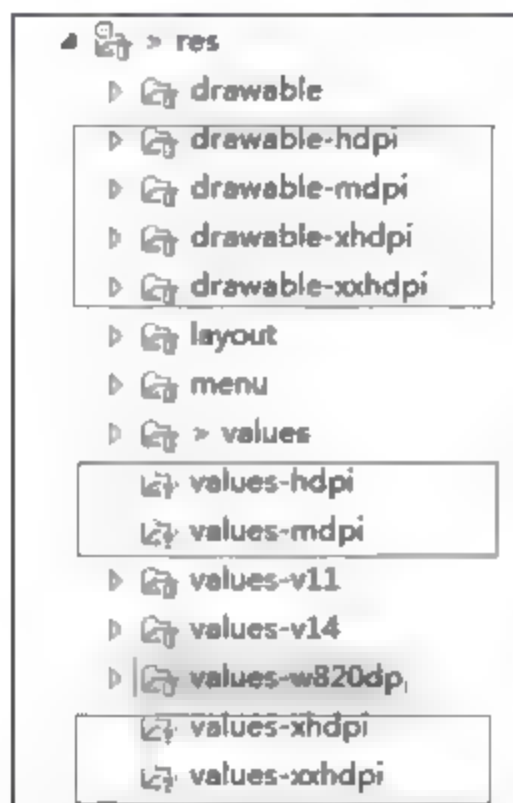 > res
drawable
drawable-hdpi
drawable-mdpi
drawable-xhdpi
drawable-xxhdpi
layout
menu
> values
values-hdpi
values-mdpi
values-v11
values-v14
values-w820dp
values-xhdpi
values-xxhdpi